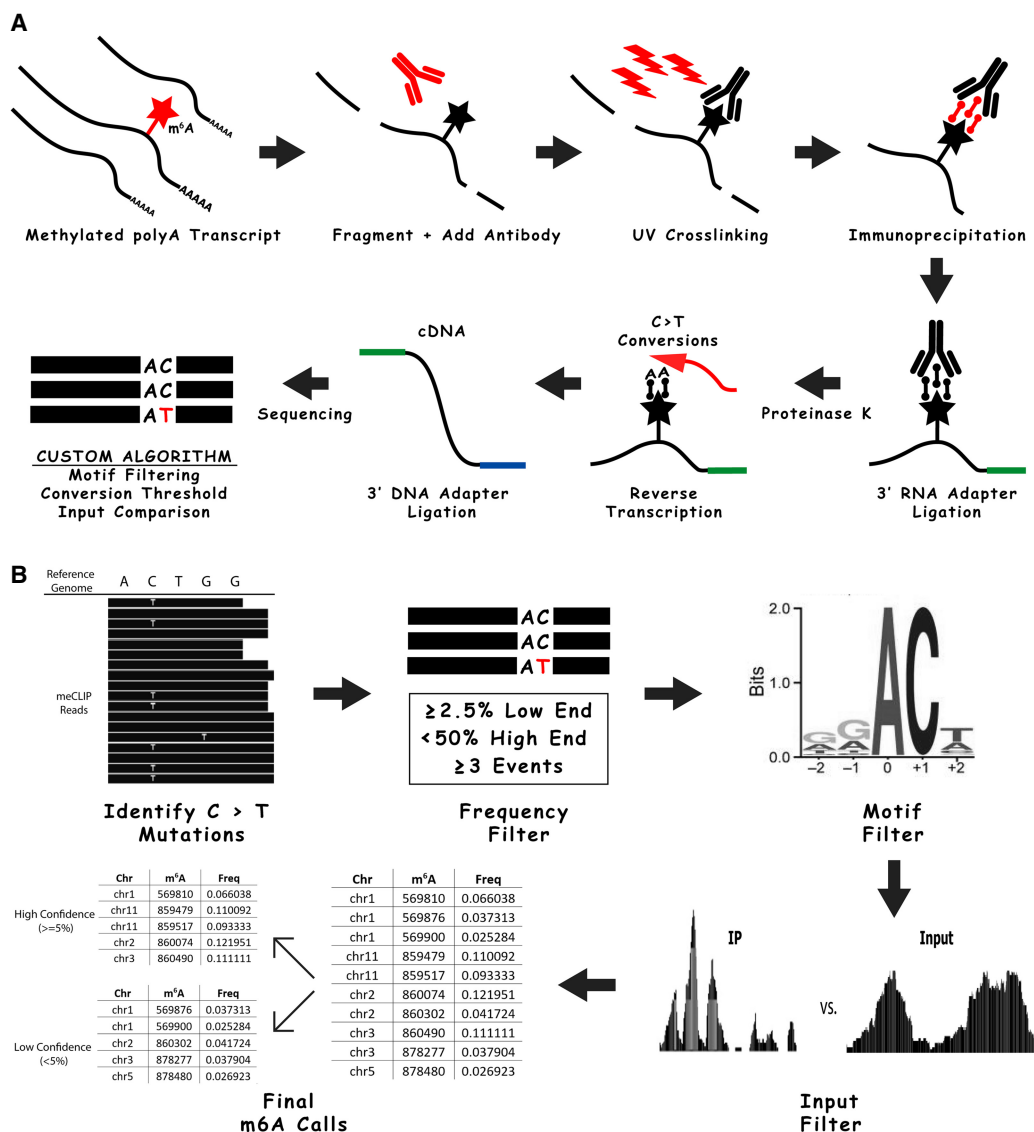 A
m⁶A
AAAAA
AAAAA
AAAAA
Methylated polyA Transcript
Fragment + Add Antibody
UV Crosslinking
Immunoprecipitation
AC
AC
AT
Sequencing
CUSTOM ALGORITHM
Motif Filtering
Conversion Threshold
Input Comparison
cDNA
3' DNA Adapter
Ligation
C>T
Conversions
A A
Reverse
Transcription
Proteinase K
3' RNA Adapter
Ligation
B
Reference
Genome
A C T G G
meCLIP
Reads
T
T
T
T
T
T
T
T
Identify C > T
Mutations
AC
AC
AT
≥2.5% Low End
<50% High End
≥3 Events
Frequency
Filter
Bits
2.0
1.0
0.0
G A
G A
A
C
T A
−2 −1 0 +1 +2
Motif
Filter
IP
vs.
Input
Input
Filter
Chr m⁶A Freq
chr1 569810 0.066038
chr1 569876 0.037313
chr1 569900 0.025284
chr11 859479 0.110092
chr11 859517 0.093333
chr2 860074 0.121951
chr2 860302 0.041724
chr3 860490 0.111111
chr3 878277 0.037904
chr5 878480 0.026923
High Confidence
(>=5%)
Chr m⁶A Freq
chr1 569810 0.066038
chr11 859479 0.110092
chr11 859517 0.093333
chr2 860074 0.121951
chr3 860490 0.111111
Low Confidence
(<5%)
Chr m⁶A Freq
chr1 569876 0.037313
chr1 569900 0.025284
chr2 860302 0.041724
chr3 878277 0.037904
chr5 878480 0.026923
Final
m6A Calls